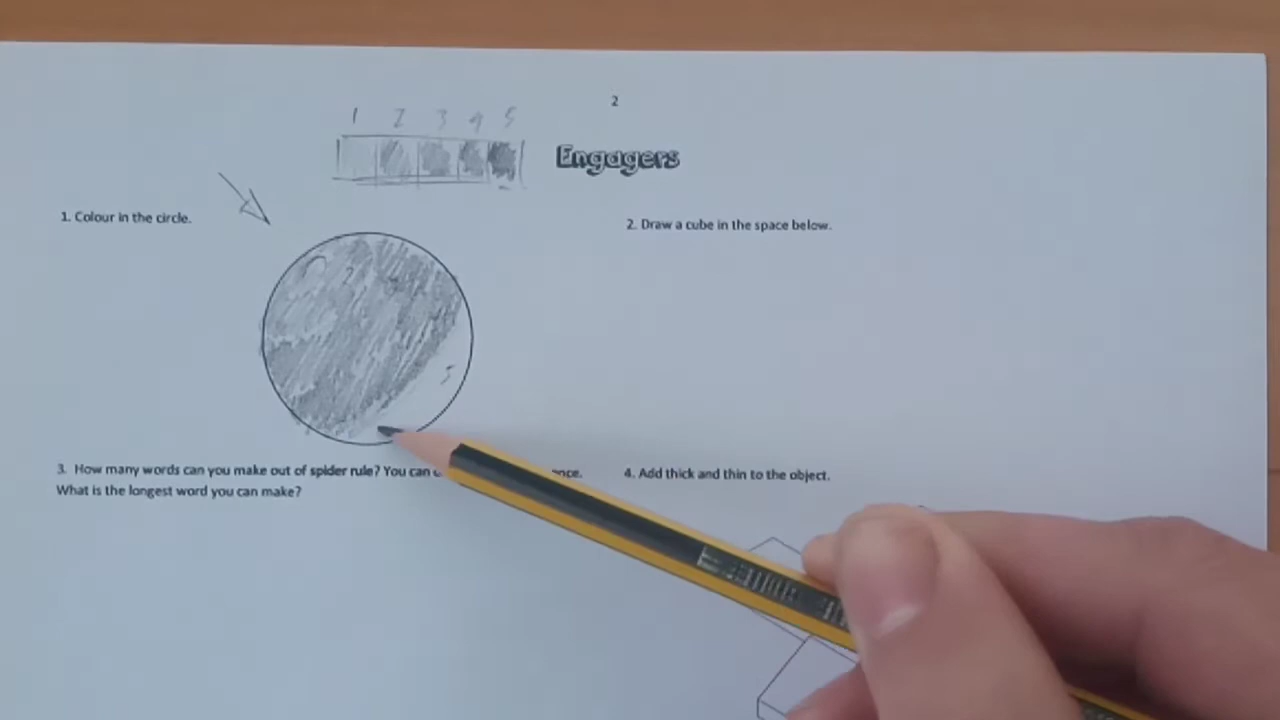 2
1 2 3 4 5
Engagers
1. Colour in the circle.
2. Draw a cube in the space below.
2
5
3. How many words can you make out of spider rule? You can
What is the longest word you can make?
4. Add thick and thin to the object.